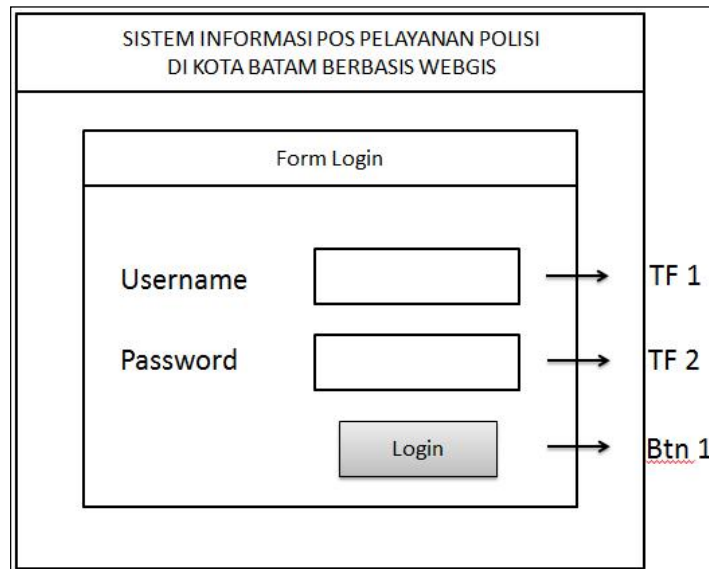 SISTEM INFORMASI POS PELAYANAN POLISI
DI KOTA BATAM BERBASIS WEBGIS
Form Login
Username
TF 1
Password
TF 2
Login
Btn 1